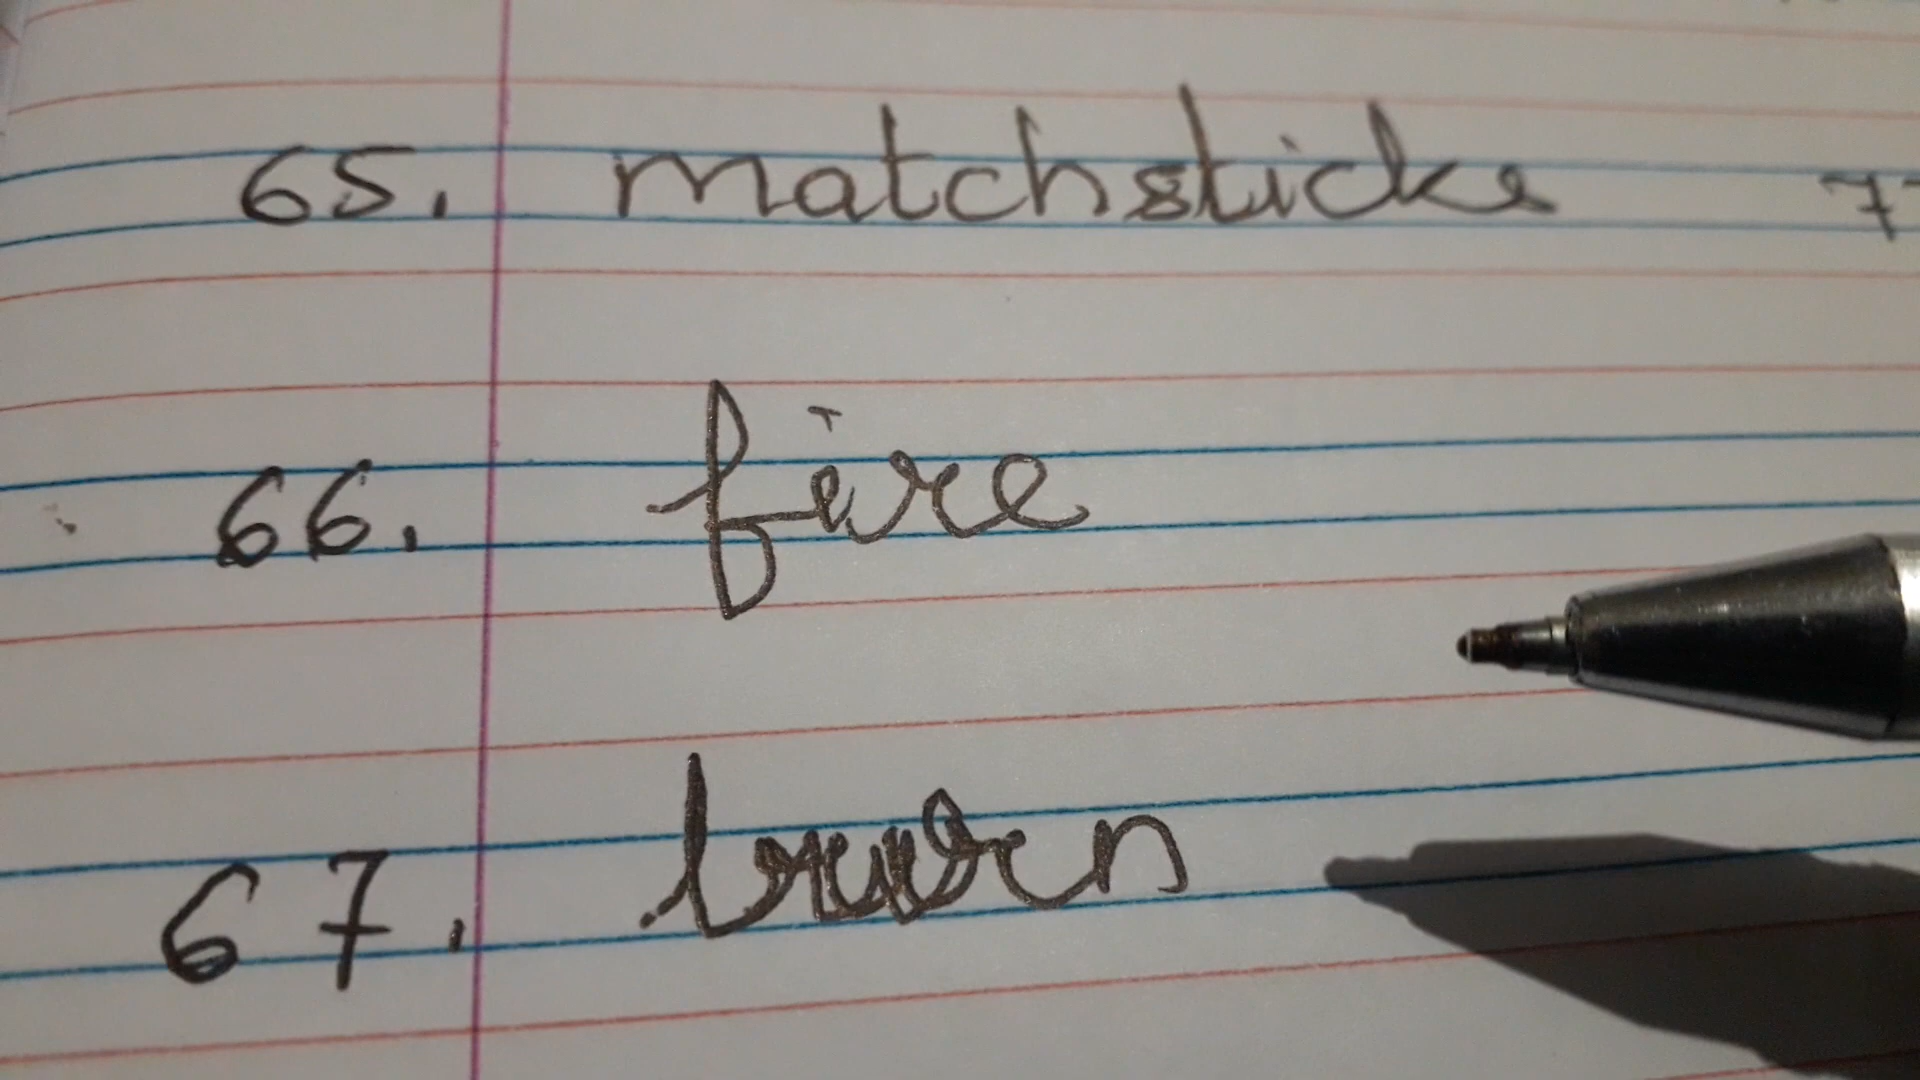 65. matchsticks
66. fire
67. burn